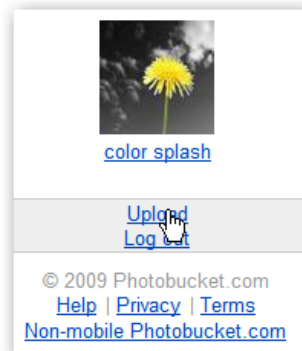 color splash
Upload
Log out
© 2009 Photobucket.com
Help | Privacy | Terms
Non-mobile Photobucket.com